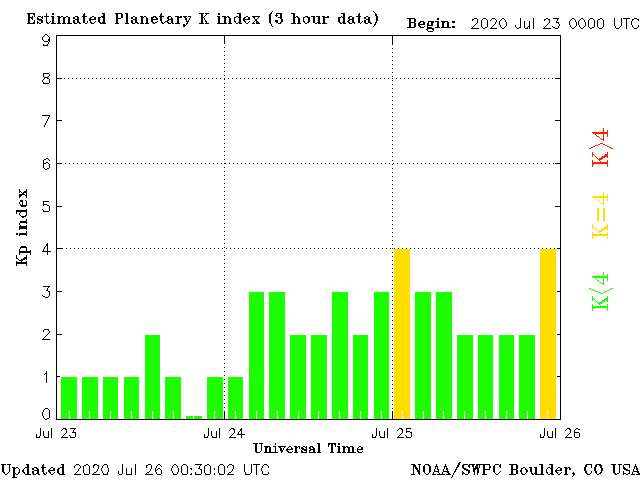 Estimated Planetary K index (3 hour data)
Begin: 2020 Jul 23 0000 UTC
9
8
7
6
5
4
3
2
1
0
Kp index
K>4
K=4
K<4
Jul 23
Jul 24
Jul 25
Jul 26
Universal Time
Updated 2020 Jul 26 00:30:02 UTC
NOAA/SWPC Boulder, CO USA